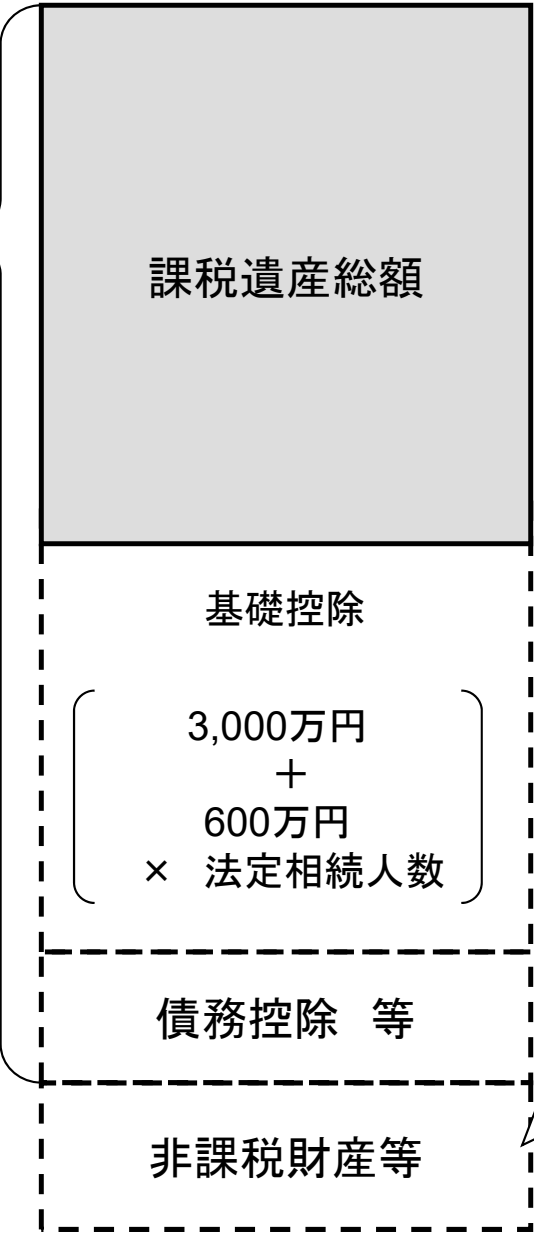 課税遺産総額
基礎控除
3,000万円
＋
600万円
×　法定相続人数
債務控除　等
非課税財産等